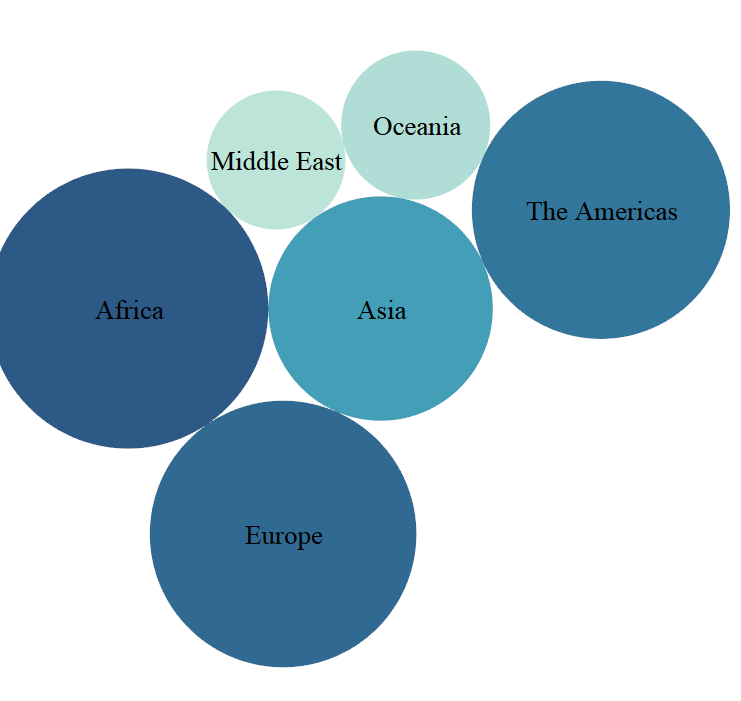 Oceania
Middle East
The Americas
Africa
Asia
Europe